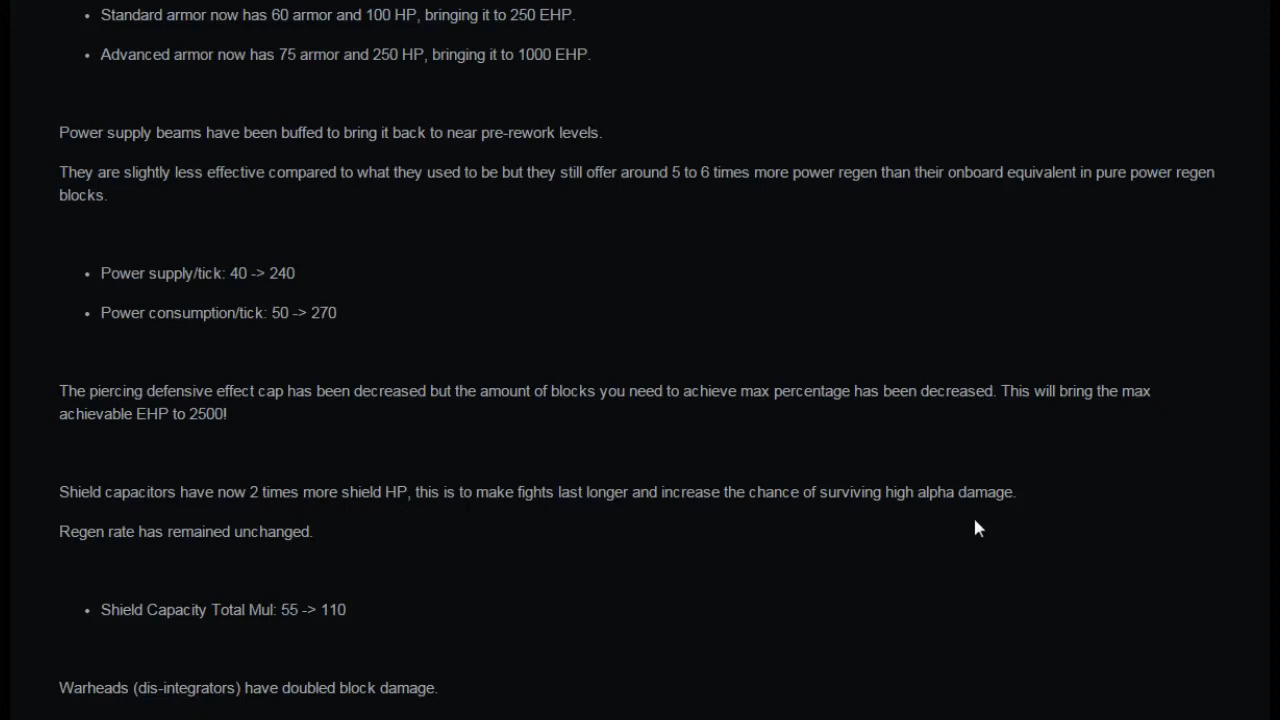 • Standard armor now has 60 armor and 100 HP, bringing it to 250 EHP.
• Advanced armor now has 75 armor and 250 HP, bringing it to 1000 EHP.
Power supply beams have been buffed to bring it back to near pre-rework levels.
They are slightly less effective compared to what they used to be but they still offer around 5 to 6 times more power regen than their onboard equivalent in pure power regen
blocks.
• Power supply/tick: 40 -> 240
• Power consumption/tick: 50 -> 270
The piercing defensive effect cap has been decreased but the amount of blocks you need to achieve max percentage has been decreased. This will bring the max
achievable EHP to 2500!
Shield capacitors have now 2 times more shield HP, this is to make fights last longer and increase the chance of surviving high alpha damage.
Regen rate has remained unchanged.
• Shield Capacity Total Mul: 55 -> 110
Warheads (dis-integrators) have doubled block damage.